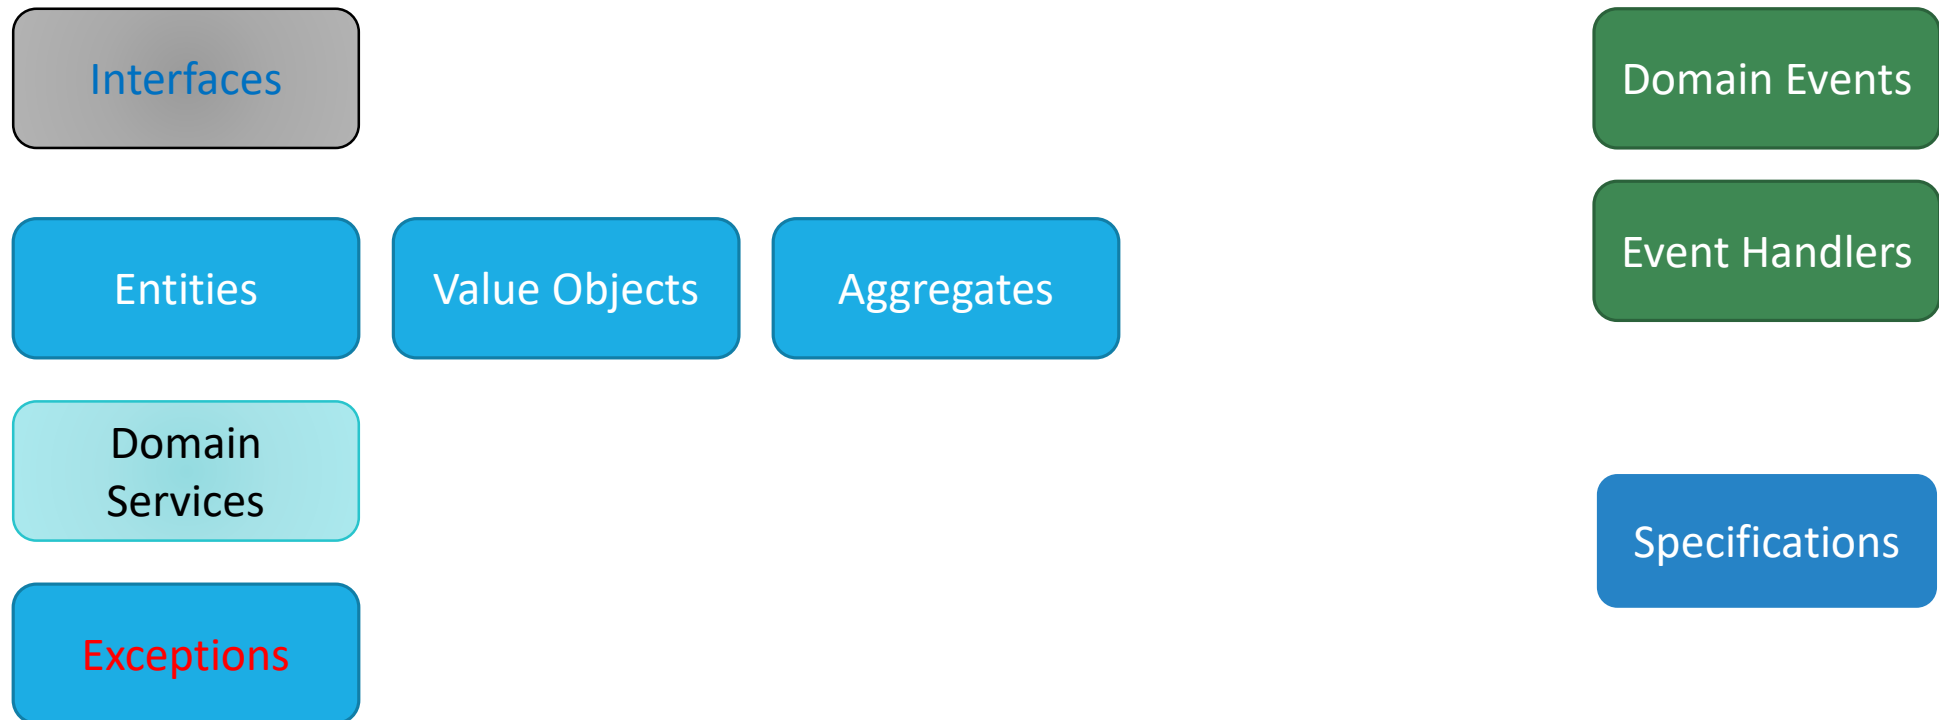 Interfaces
Domain Events
Event Handlers
Entities
Value Objects
Aggregates
Domain
Services
Specifications
Exceptions